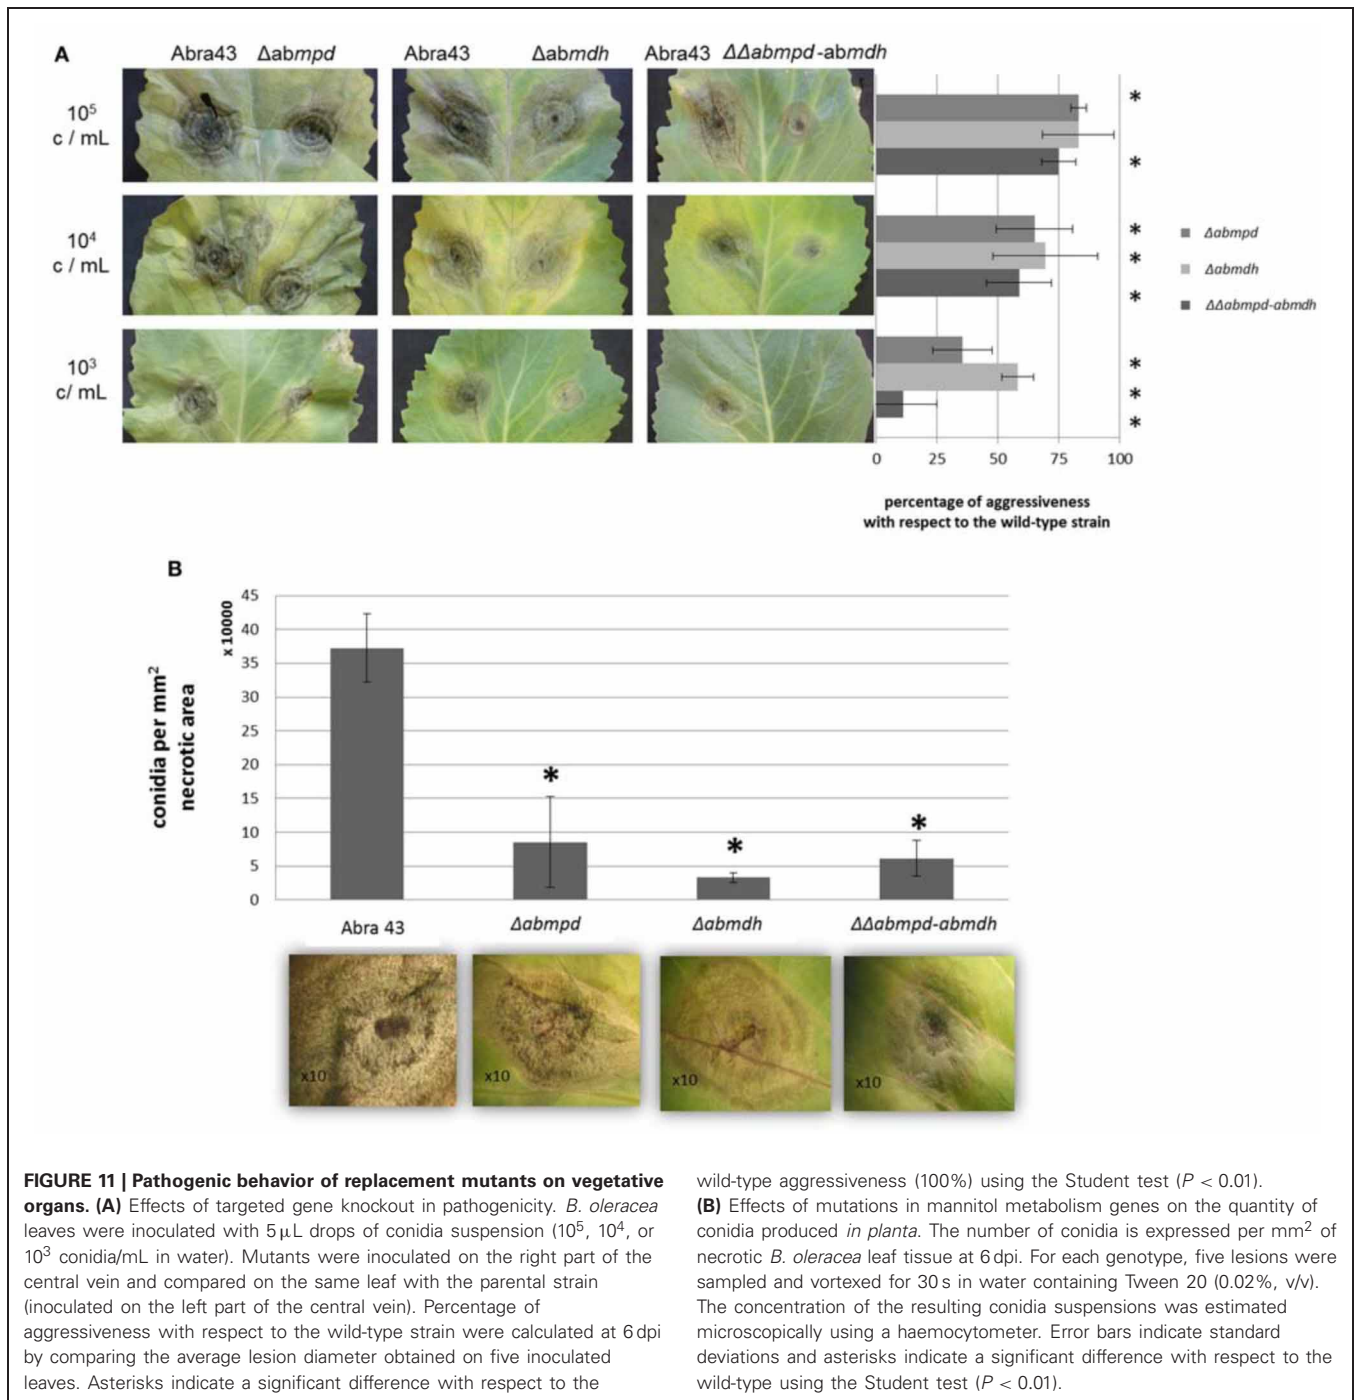 A
Abra43 Δabmpd
Abra43 Δabmdh
Abra43 ΔΔabmpd-abmdh
10⁵
c / mL
10⁴
c / mL
10³
c/ mL
*
*
*
*
*
*
*
*
0 25 50 75 100
percentage of aggressiveness
with respect to the wild-type strain
Δabmpd
Δabmdh
ΔΔabmpd-abmdh
B
conidia per mm²
necrotic area
x 10000
45
40
35
30
25
20
15
10
5
0
*
*
*
Abra 43 Δabmpd Δabmdh ΔΔabmpd-abmdh
x10 x10 x10 x10
FIGURE 11 | Pathogenic behavior of replacement mutants on vegetative
organs. (A) Effects of targeted gene knockout in pathogenicity. B. oleracea
leaves were inoculated with 5 μL drops of conidia suspension (10⁵, 10⁴, or
10³ conidia/mL in water). Mutants were inoculated on the right part of the
central vein and compared on the same leaf with the parental strain
(inoculated on the left part of the central vein). Percentage of
aggressiveness with respect to the wild-type strain were calculated at 6 dpi
by comparing the average lesion diameter obtained on five inoculated
leaves. Asterisks indicate a significant difference with respect to the
wild-type aggressiveness (100%) using the Student test (P < 0.01).
(B) Effects of mutations in mannitol metabolism genes on the quantity of
conidia produced in planta. The number of conidia is expressed per mm² of
necrotic B. oleracea leaf tissue at 6 dpi. For each genotype, five lesions were
sampled and vortexed for 30 s in water containing Tween 20 (0.02%, v/v).
The concentration of the resulting conidia suspensions was estimated
microscopically using a haemocytometer. Error bars indicate standard
deviations and asterisks indicate a significant difference with respect to the
wild-type using the Student test (P < 0.01).